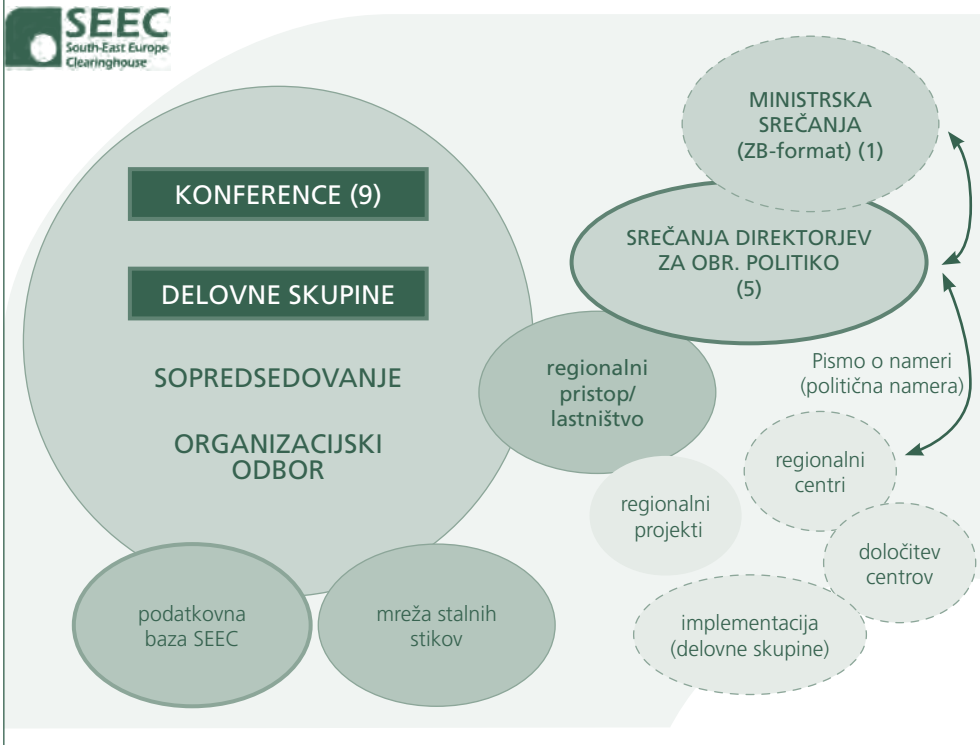 SEEC
South-East Europe
Clearinghouse
KONFERENCE (9)
DELOVNE SKUPINE
SOPREDSEDOVANJE
ORGANIZACIJSKI
ODBOR
podatkovna
baza SEEC
mreža stalnih
stikov
MINISTRSKA
SREČANJA
(ZB-format) (1)
SREČANJA DIREKTORJEV
ZA OBR. POLITIKO
(5)
regionalni
pristop/
lastništvo
Pismo o nameri
(politična namera)
regionalni
projekti
regionalni
centri
določitev
centrov
implementacija
(delovne skupine)